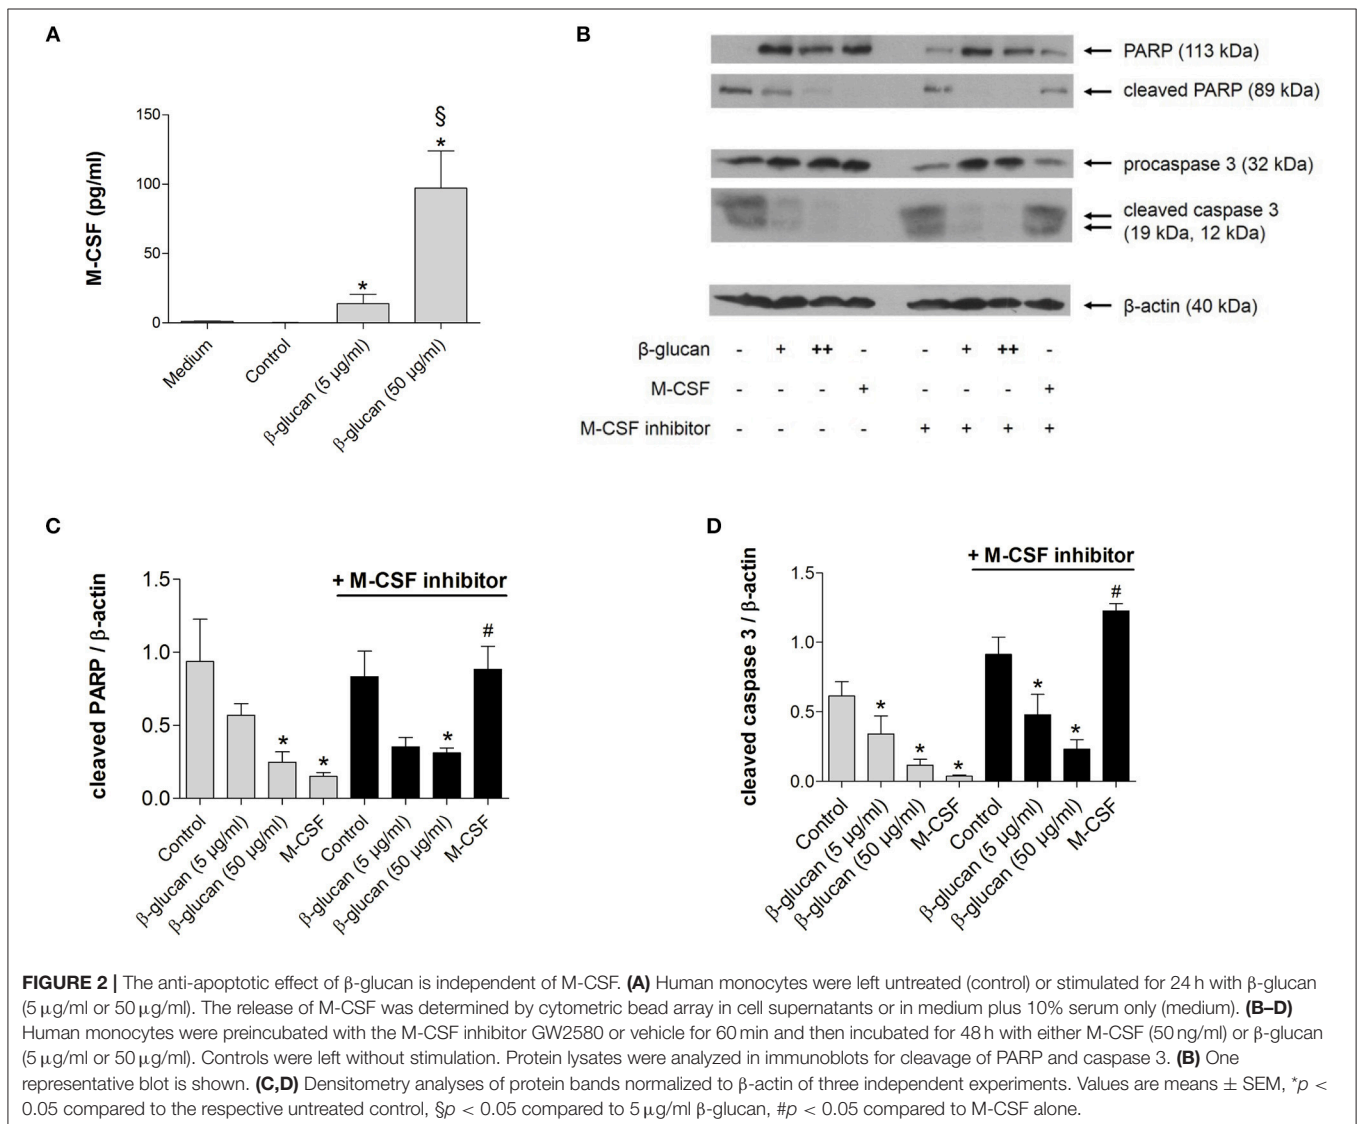 A
M-CSF (pg/ml)
150
100
50
0
§
*
*
Medium
Control
β-glucan (5 µg/ml)
β-glucan (50 µg/ml)
B
PARP (113 kDa)
cleaved PARP (89 kDa)
procaspase 3 (32 kDa)
cleaved caspase 3
(19 kDa, 12 kDa)
β-actin (40 kDa)
β-glucan - + ++ - - + ++ -
M-CSF - - - + - - - +
M-CSF inhibitor - - - - + + + +
C
cleaved PARP / β-actin
1.5
1.0
0.5
0.0
+ M-CSF inhibitor
* * * #
Control
β-glucan (5 µg/ml)
β-glucan (50 µg/ml)
M-CSF
Control
β-glucan (5 µg/ml)
β-glucan (50 µg/ml)
M-CSF
D
cleaved caspase 3 / β-actin
1.5
1.0
0.5
0.0
+ M-CSF inhibitor
* * * * * #
Control
β-glucan (5 µg/ml)
β-glucan (50 µg/ml)
M-CSF
Control
β-glucan (5 µg/ml)
β-glucan (50 µg/ml)
M-CSF
FIGURE 2 | The anti-apoptotic effect of β-glucan is independent of M-CSF. (A) Human monocytes were left untreated (control) or stimulated for 24 h with β-glucan
(5 µg/ml or 50 µg/ml). The release of M-CSF was determined by cytometric bead array in cell supernatants or in medium plus 10% serum only (medium). (B–D)
Human monocytes were preincubated with the M-CSF inhibitor GW2580 or vehicle for 60 min and then incubated for 48 h with either M-CSF (50 ng/ml) or β-glucan
(5 µg/ml or 50 µg/ml). Controls were left without stimulation. Protein lysates were analyzed in immunoblots for cleavage of PARP and caspase 3. (B) One
representative blot is shown. (C,D) Densitometry analyses of protein bands normalized to β-actin of three independent experiments. Values are means ± SEM, *p <
0.05 compared to the respective untreated control, §p < 0.05 compared to 5 µg/ml β-glucan, #p < 0.05 compared to M-CSF alone.